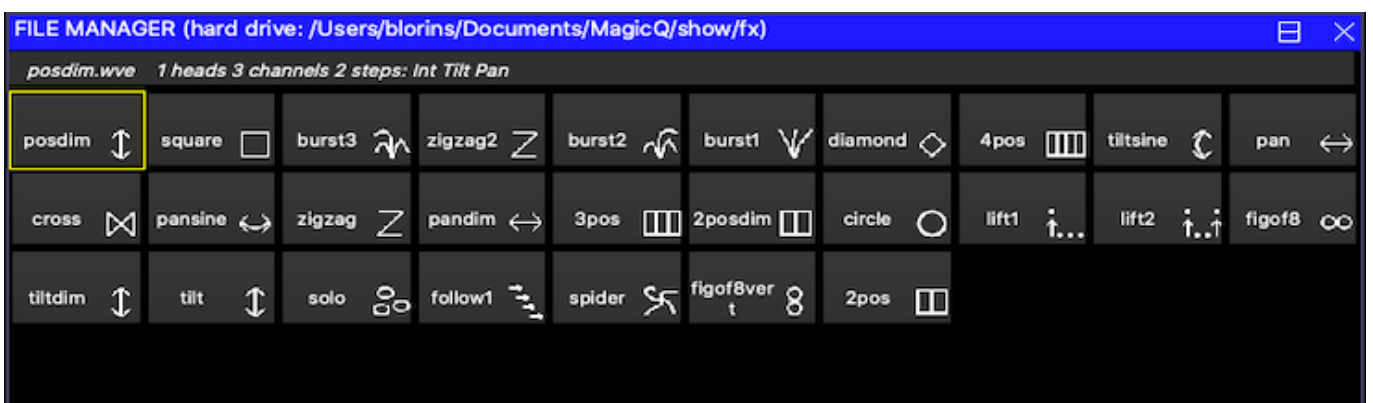 FILE MANAGER (hard drive: /Users/blorins/Documents/MagicQ/show/fx)
posdim.wve 1 heads 3 channels 2 steps: Int Tilt Pan
posdim square burst3 zigzag2 burst2 burst1 diamond 4pos tiltsine pan
cross pansine zigzag pandim 3pos 2posdim circle lift1 lift2 figof8
tiltdim tilt solo follow1 spider figof8ver 2pos
t